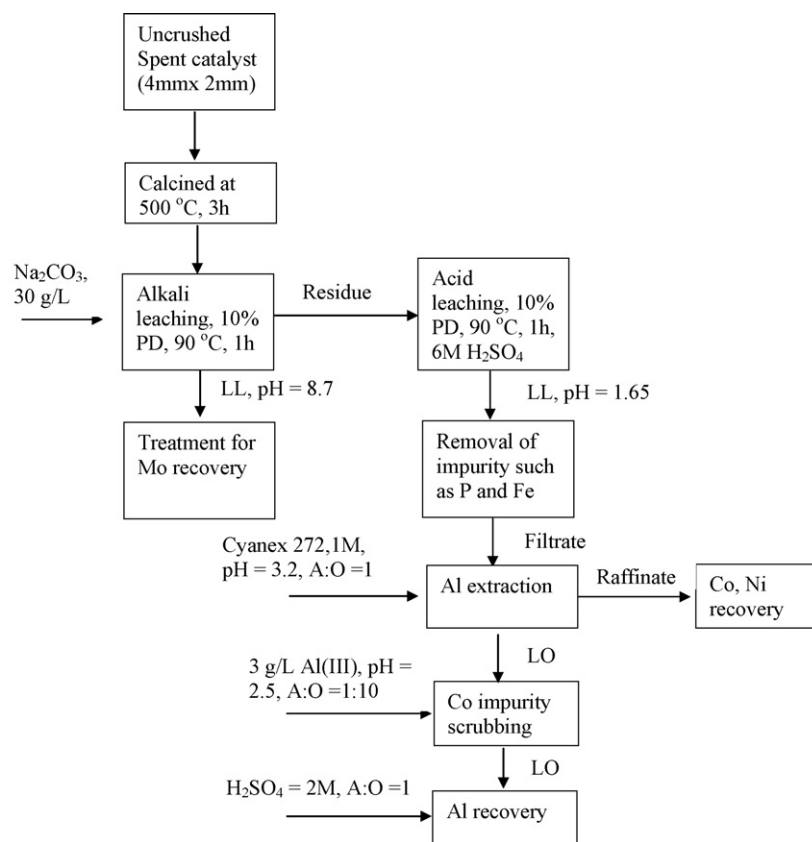 Uncrushed
Spent catalyst
(4mmx 2mm)
Calcined at
500 °C, 3h
Na₂CO₃,
30 g/L
Alkali
leaching, 10%
PD, 90 °C, 1h
Residue
Acid
leaching, 10%
PD, 90 °C, 1h,
6M H₂SO₄
LL, pH = 8.7
LL, pH = 1.65
Treatment for
Mo recovery
Removal of
impurity such
as P and Fe
Filtrate
Cyanex 272,1M,
pH = 3.2, A:O =1
Al extraction
Raffinate
Co, Ni
recovery
LO
3 g/L Al(III), pH =
2.5, A:O =1:10
Co impurity
scrubbing
LO
H₂SO₄ = 2M, A:O =1
Al recovery